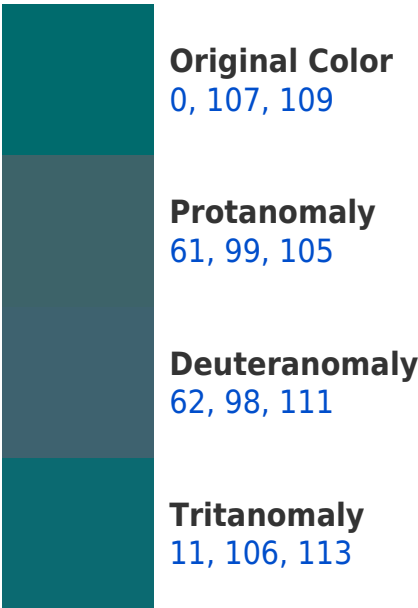 Original Color
0, 107, 109
Protanomaly
61, 99, 105
Deuteranomaly
62, 98, 111
Tritanomaly
11, 106, 113